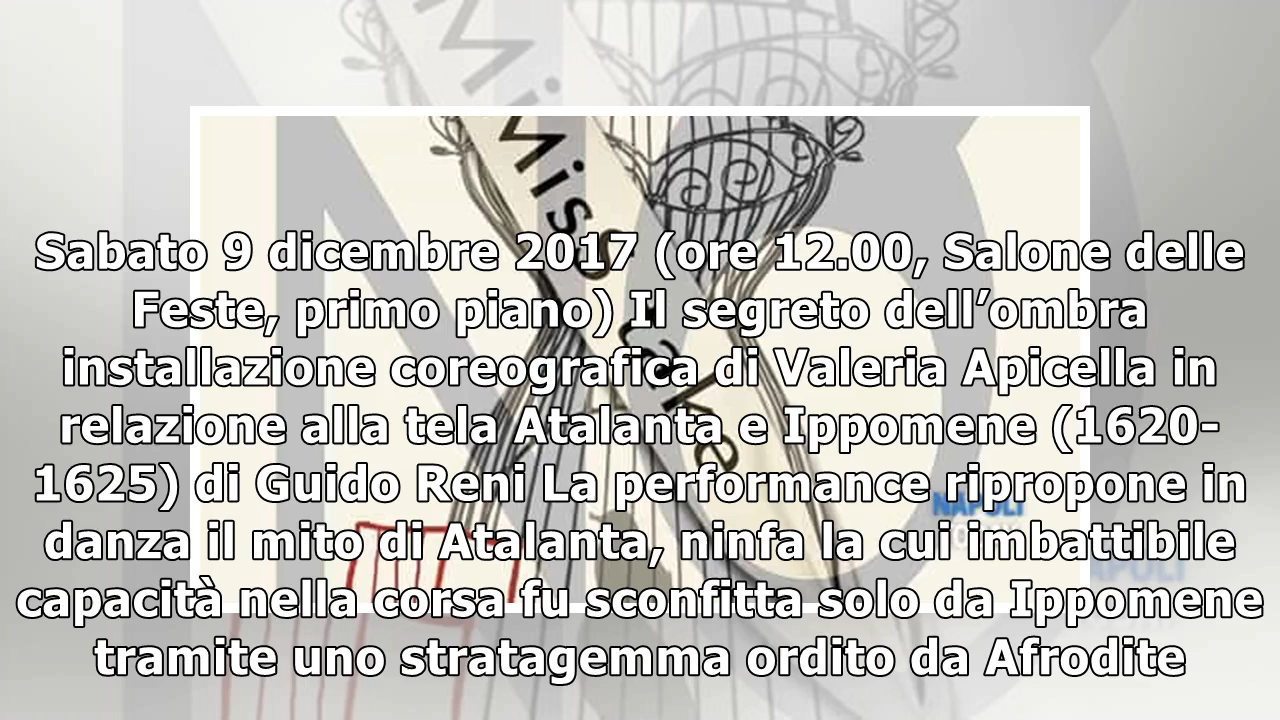 MisS
a
Ve
Sabato 9 dicembre 2017 (ore 12.00, Salone delle
Feste, primo piano) Il segreto dell’ombra
installazione coreografica di Valeria Apicella in
relazione alla tela Atalanta e Ippomene (1620-
1625) di Guido Reni La performance ripropone in
danza il mito di Atalanta, ninfa la cui imbattibile
capacità nella corsa fu sconfitta solo da Ippomene
tramite uno stratagemma ordito da Afrodite
NAPOLI